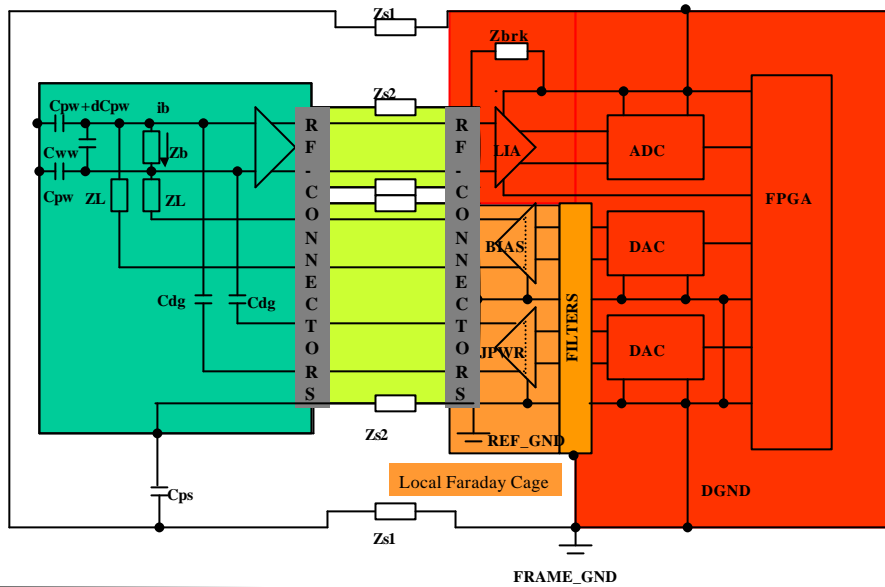 Zs1
Zbrk
Cpw+dCpw
ib
Zs2
RF-CONNECTORS
RF-CONNECTORS
Cww
Zb
LIA
ADC
FPGA
Cpw
ZL
ZL
BIAS
DAC
FILTERS
Cdg
Cdg
JPWR
DAC
Zs2
REF_GND
Local Faraday Cage
DGND
Cps
Zs1
FRAME_GND